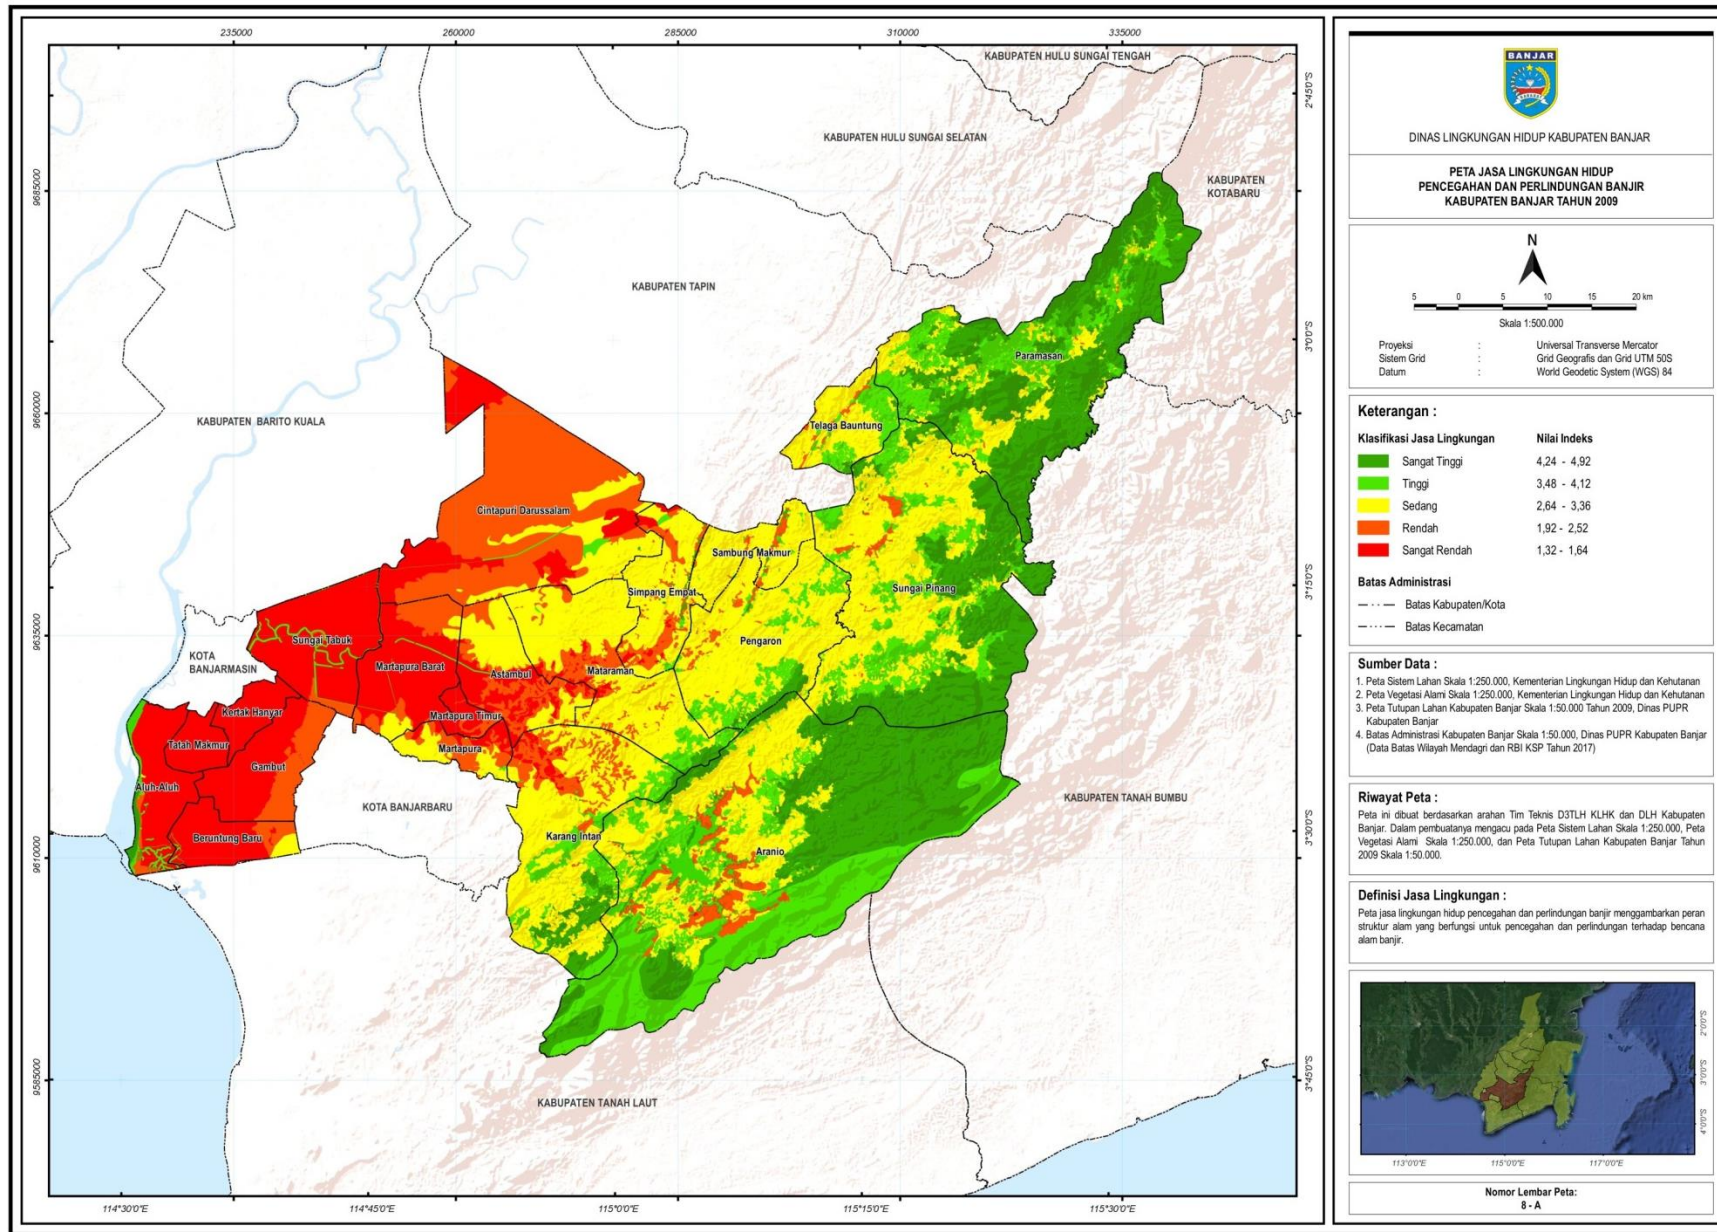 235000
260000
285000
310000
335000
KABUPATEN HULU SUNGAI TENGAH
2°45'0"S
KABUPATEN HULU SUNGAI SELATAN
KABUPATEN
KOTABARU
9685000
KABUPATEN TAPIN
3°0'0"S
Paramasan
9660000
KABUPATEN BARITO KUALA
Telaga Bauntung
Cintapuri Darussalam
Sambung Makmur
Simpang Empat
Sungai Pinang
3°15'0"S
9635000
Sungai Tabuk
Pengaron
KOTA
BANJARMASIN
Martapura Barat
Astambul
Mataraman
Kertak Hanyar
Martapura Timur
Tatah Makmur
Martapura
Gambut
Aluh-Aluh
KOTA BANJARBARU
KABUPATEN TANAH BUMBU
Beruntung Baru
Karang Intan
Aranio
3°30'0"S
9610000
9585000
3°45'0"S
KABUPATEN TANAH LAUT
114°30'0"E
114°45'0"E
115°0'0"E
115°15'0"E
115°30'0"E
BANJAR
DINAS LINGKUNGAN HIDUP KABUPATEN BANJAR
PETA JASA LINGKUNGAN HIDUP
PENCEGAHAN DAN PERLINDUNGAN BANJIR
KABUPATEN BANJAR TAHUN 2009
N
5 0 5 10 15 20 km
Skala 1:500.000
Proyeksi : Universal Transverse Mercator
Sistem Grid : Grid Geografis dan Grid UTM 50S
Datum : World Geodetic System (WGS) 84
Keterangan :
Klasifikasi Jasa Lingkungan Nilai Indeks
Sangat Tinggi 4,24 - 4,92
Tinggi 3,48 - 4,12
Sedang 2,64 - 3,36
Rendah 1,92 - 2,52
Sangat Rendah 1,32 - 1,64
Batas Administrasi
Batas Kabupaten/Kota
Batas Kecamatan
Sumber Data :
1. Peta Sistem Lahan Skala 1:250.000, Kementerian Lingkungan Hidup dan Kehutanan
2. Peta Vegetasi Alami Skala 1:250.000, Kementerian Lingkungan Hidup dan Kehutanan
3. Peta Tutupan Lahan Kabupaten Banjar Skala 1:50.000 Tahun 2009, Dinas PUPR
Kabupaten Banjar
4. Batas Administrasi Kabupaten Banjar Skala 1:50.000, Dinas PUPR Kabupaten Banjar
(Data Batas Wilayah Mendagri dan RBI KSP Tahun 2017)
Riwayat Peta :
Peta ini dibuat berdasarkan arahan Tim Teknis D3TLH KLHK dan DLH Kabupaten
Banjar. Dalam pembuatanya mengacu pada Peta Sistem Lahan Skala 1:250.000, Peta
Vegetasi Alami Skala 1:250.000, dan Peta Tutupan Lahan Kabupaten Banjar Tahun
2009 Skala 1:50.000.
Definisi Jasa Lingkungan :
Peta jasa lingkungan hidup pencegahan dan perlindungan banjir menggambarkan peran
struktur alam yang berfungsi untuk pencegahan dan perlindungan terhadap bencana
alam banjir.
2°0'0"S
3°0'0"S
4°0'0"S
113°0'0"E
115°0'0"E
117°0'0"E
Nomor Lembar Peta:
8 - A